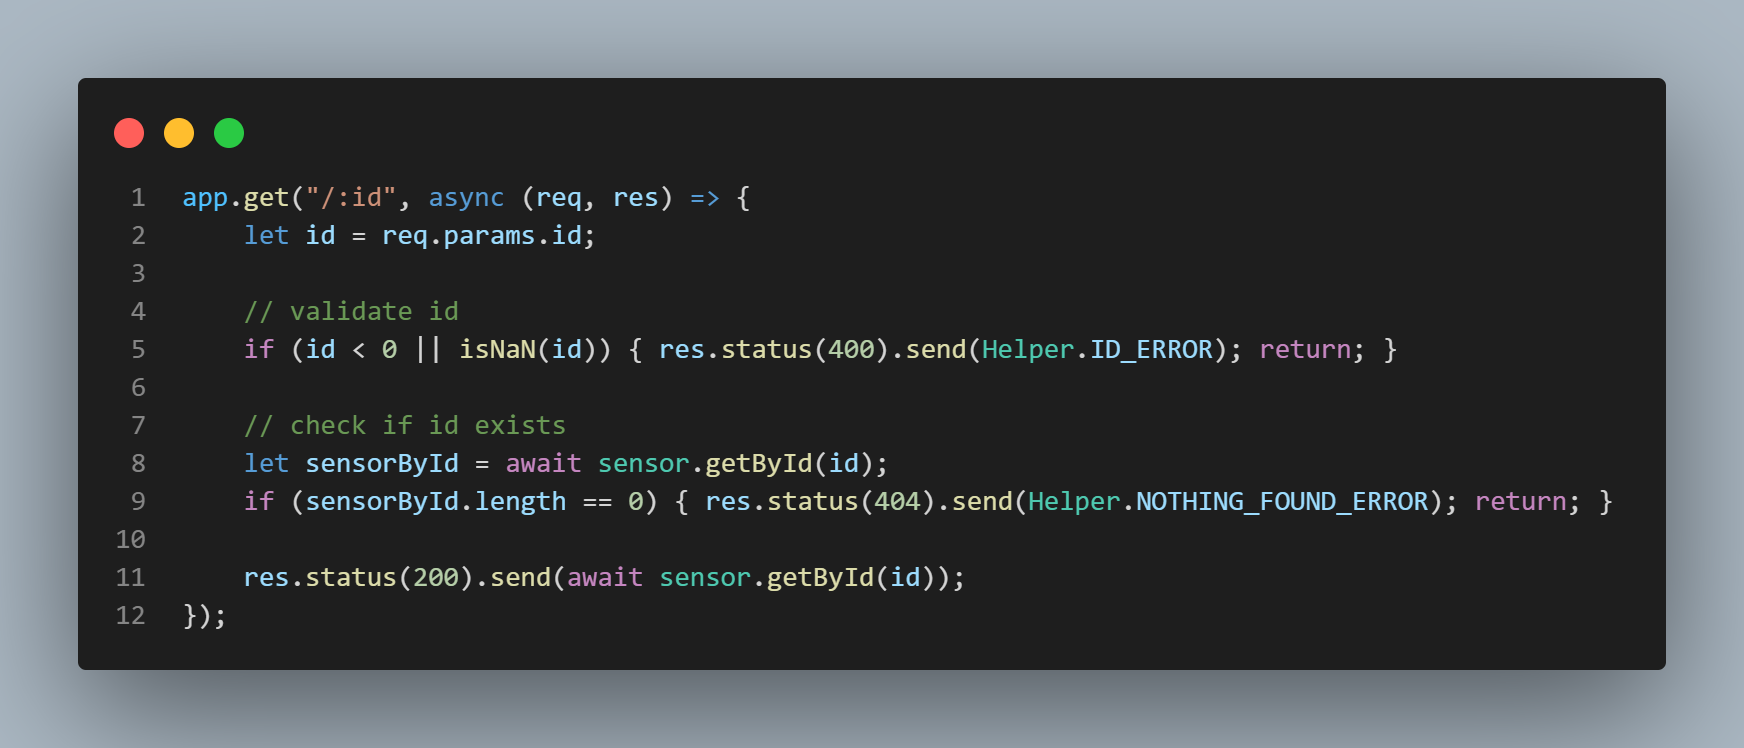 1 app.get("/:id", async (req, res) => {
2     let id = req.params.id;
3
4     // validate id
5     if (id < 0 || isNaN(id)) { res.status(400).send(Helper.ID_ERROR); return; }
6
7     // check if id exists
8     let sensorById = await sensor.getById(id);
9     if (sensorById.length == 0) { res.status(404).send(Helper.NOTHING_FOUND_ERROR); return; }
10
11     res.status(200).send(await sensor.getById(id));
12 });